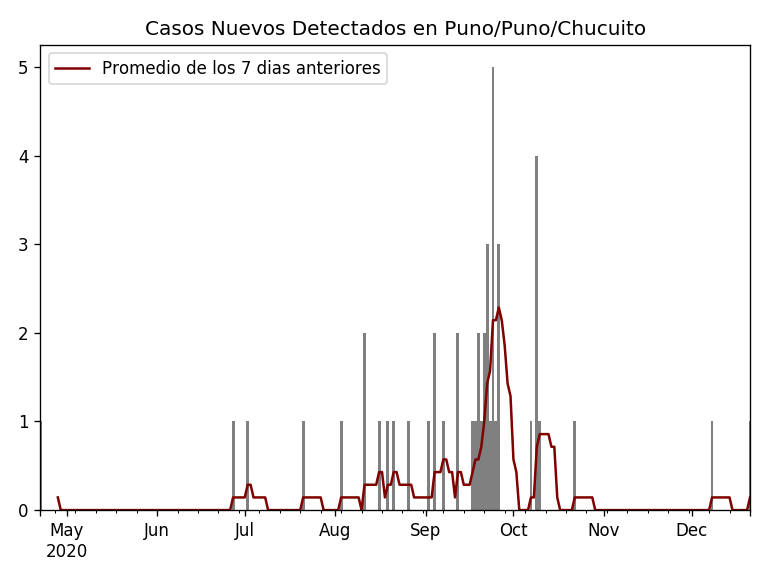 Casos Nuevos Detectados en Puno/Puno/Chucuito
Promedio de los 7 dias anteriores
5
4
3
2
1
0
May Jun Jul Aug Sep Oct Nov Dec
2020